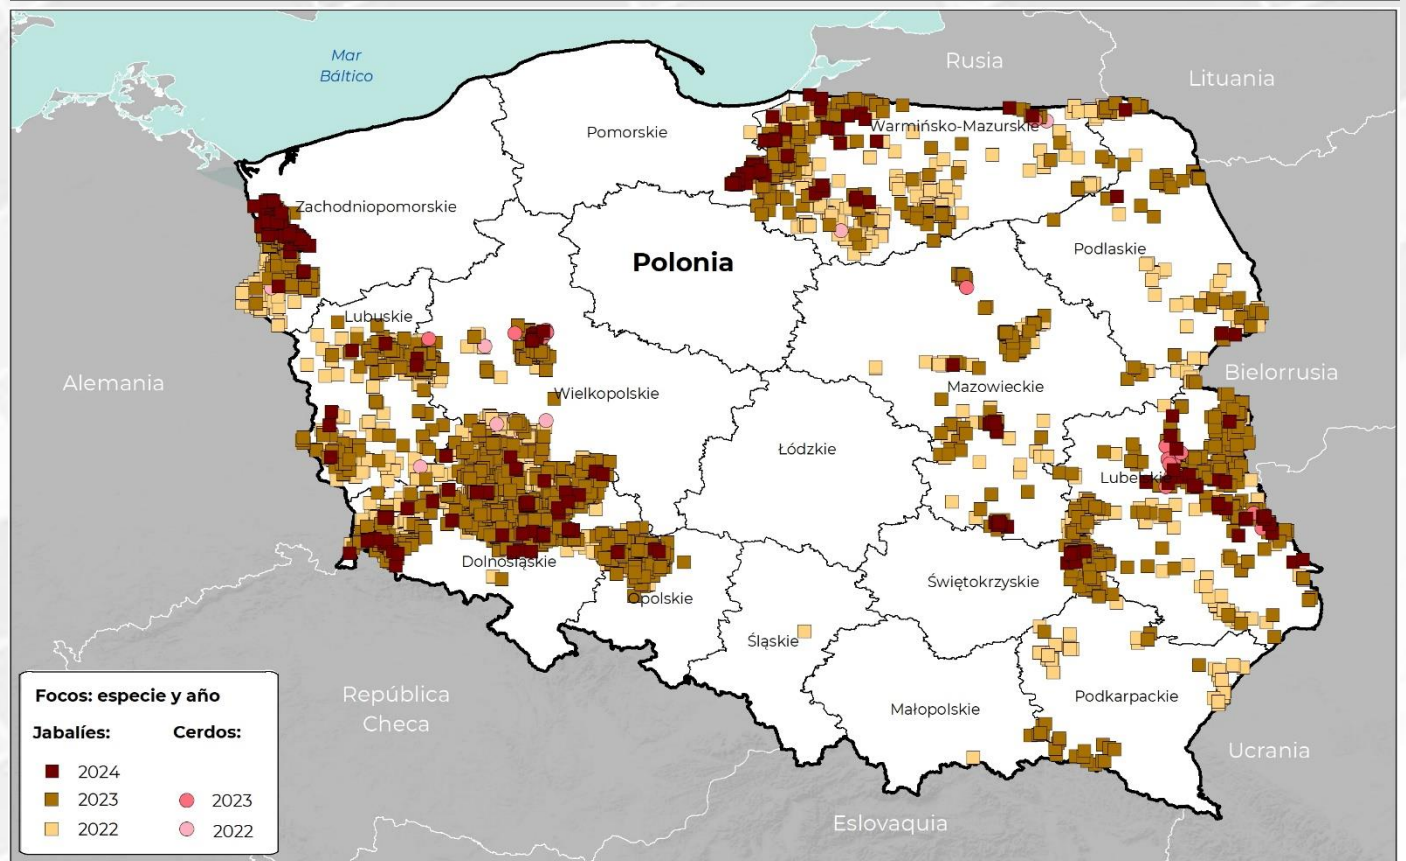 Mar
Báltico
Rusia
Lituania
Pomorskie
Warmińsko-Mazurskie
Zachodniopomorskie
Polonia
Podlaskie
Lubuskie
Alemania
Bielorrusia
Wielkopolskie
Mazowieckie
Łódzkie
Lubelskie
Dolnośląskie
Świętokrzyskie
Opolskie
Śląskie
República
Checa
Podkarpackie
Małopolskie
Ucrania
Eslovaquia
Focos: especie y año
Jabalíes: Cerdos:
2024
2023 2023
2022 2022